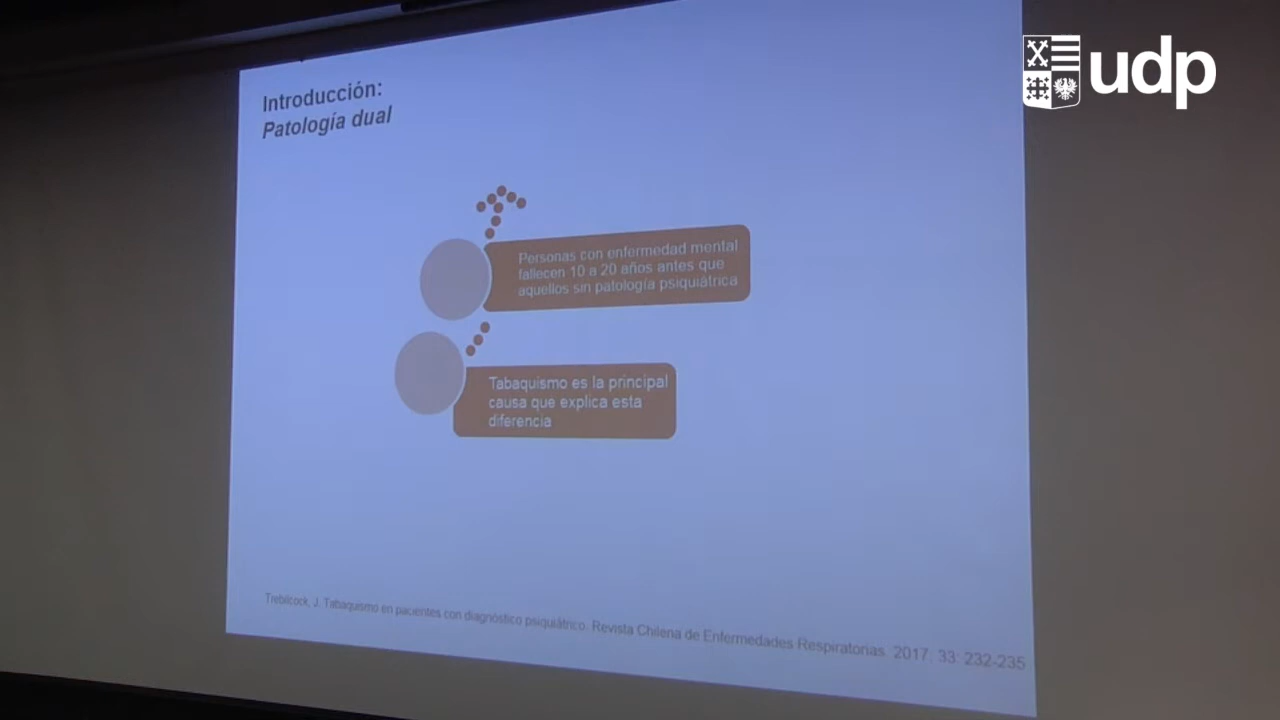 udp
Introducción:
Patología dual
Personas con enfermedad mental
fallecen 10 a 20 años antes que
aquellos sin patología psiquiátrica
Tabaquismo es la principal
causa que explica esta
diferencia
Trebilcock, J. Tabaquismo en pacientes con diagnóstico psiquiátrico. Revista Chilena de Enfermedades Respiratorias. 2017: 33: 232-235